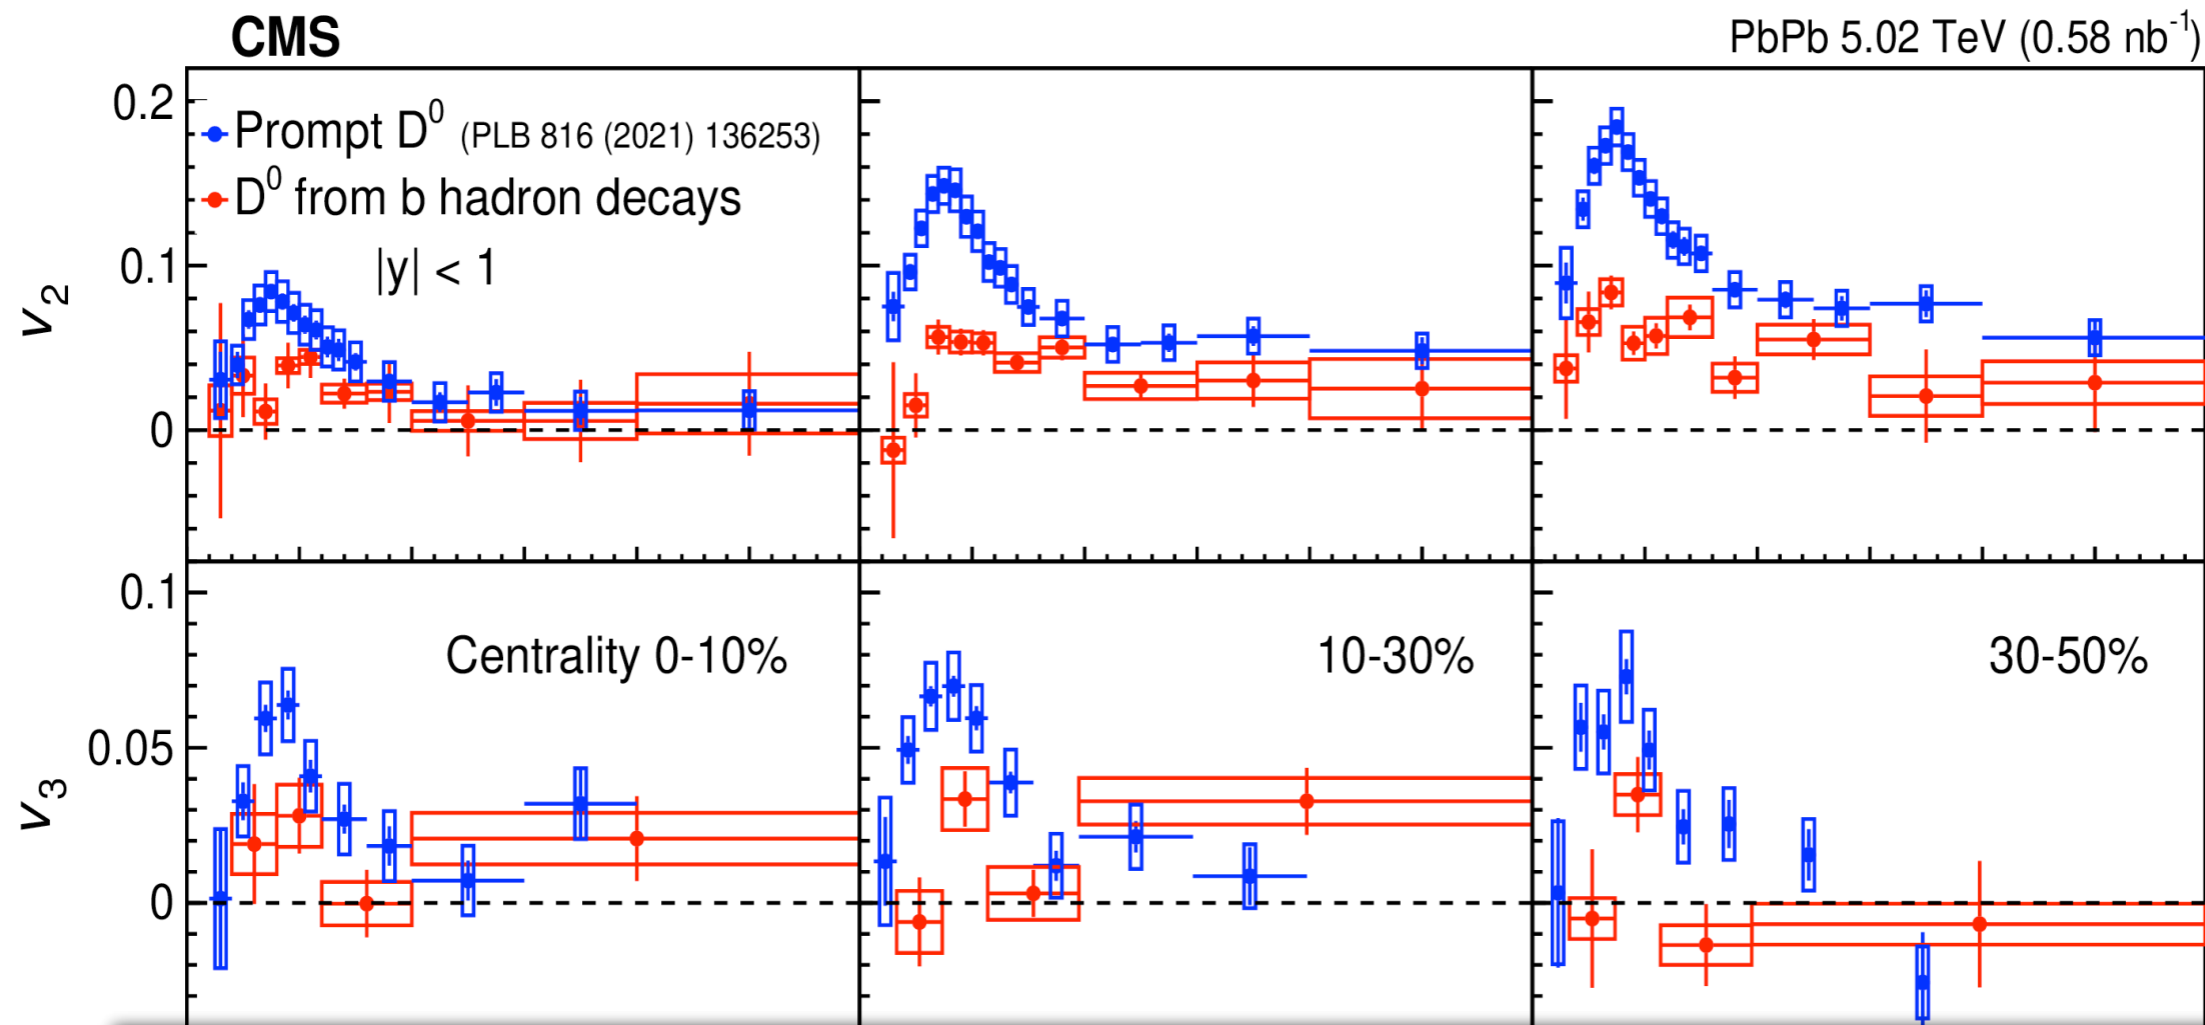 CMS
PbPb 5.02 TeV (0.58 nb⁻¹)
0.2
Prompt D⁰ (PLB 816 (2021) 136253)
D⁰ from b hadron decays
|y| < 1
0.1
v₂
0
0.1
Centrality 0-10%
10-30%
30-50%
0.05
v₃
0